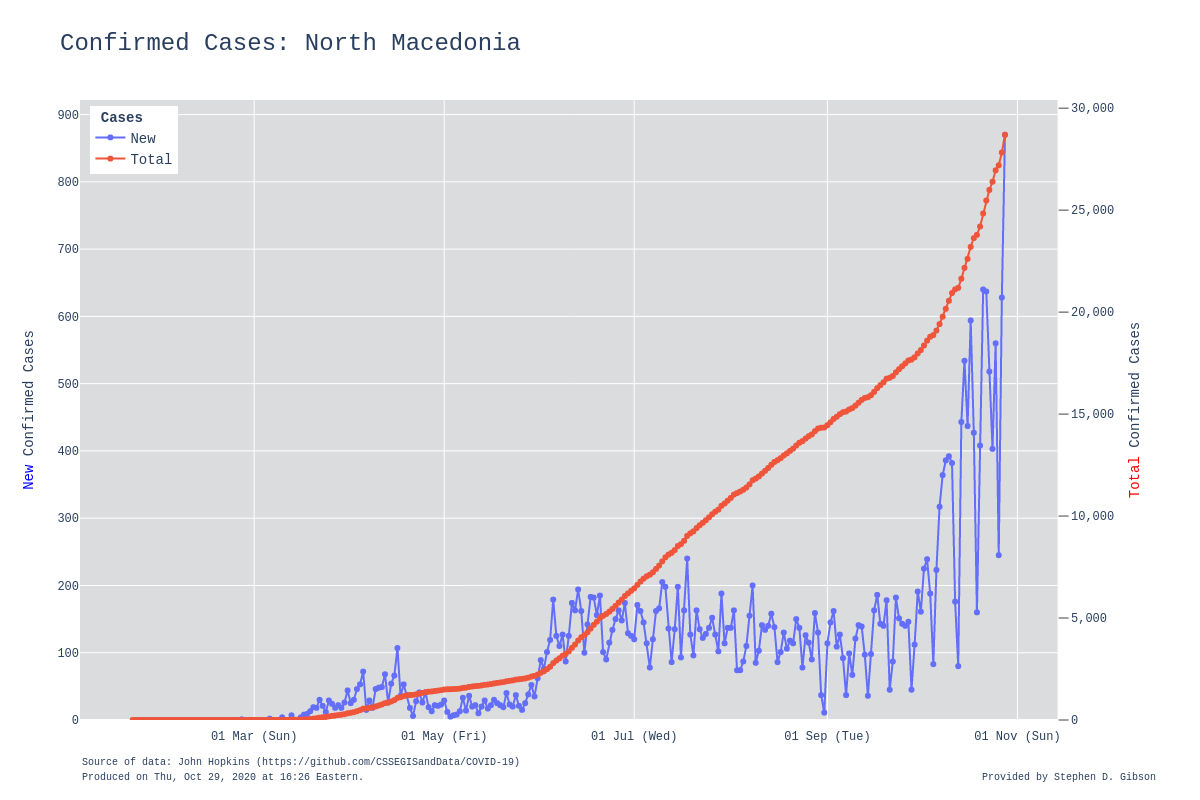 Confirmed Cases: North Macedonia
Cases
New
Total
900
800
700
600
500
400
300
200
100
0
30,000
25,000
20,000
15,000
10,000
5,000
0
New Confirmed Cases
Total Confirmed Cases
01 Mar (Sun)
01 May (Fri)
01 Jul (Wed)
01 Sep (Tue)
01 Nov (Sun)
Source of data: John Hopkins (https://github.com/CSSEGISandData/COVID-19)
Produced on Thu, Oct 29, 2020 at 16:26 Eastern.
Provided by Stephen D. Gibson